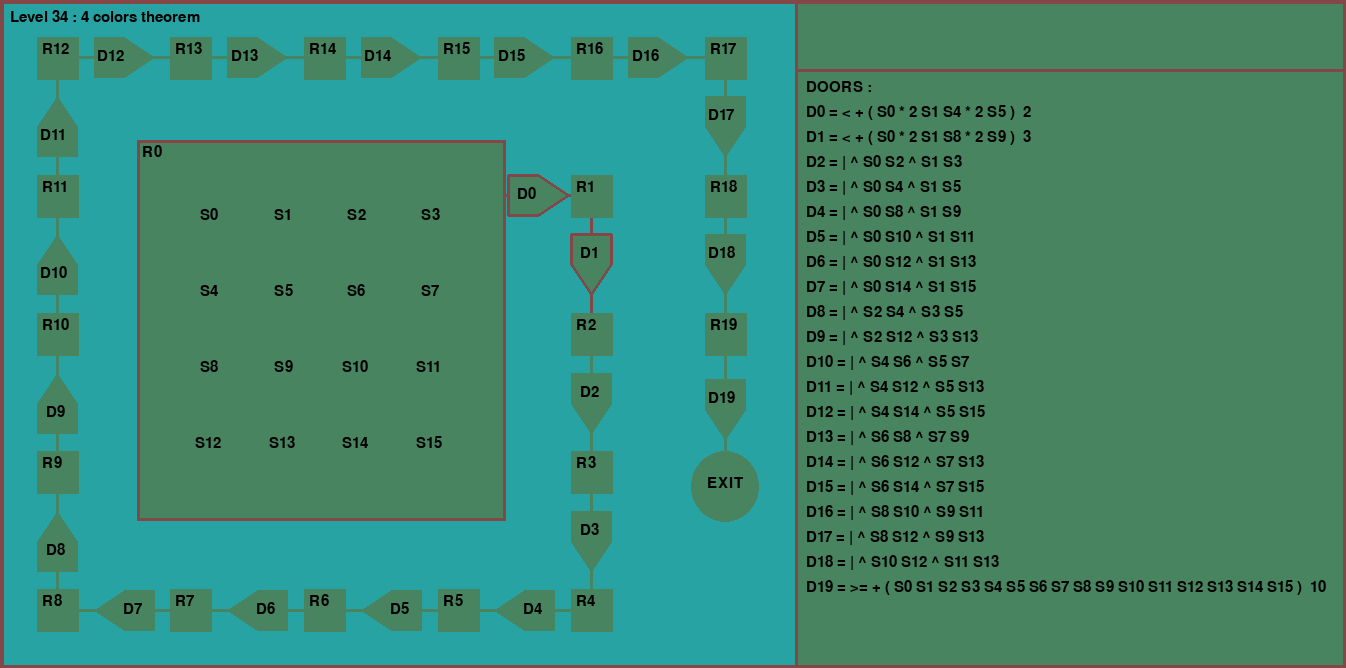 Level 34 : 4 colors theorem
R12 D12 R13 D13 R14 D14 R15 D15 R16 D16 R17
D11 D17
R0
R11 D0 R1 R18
S0 S1 S2 S3
D10 D1 D18
S4 S5 S6 S7
R10 R2 R19
S8 S9 S10 S11
D9 D2 D19
S12 S13 S14 S15
R9 R3 EXIT
D8 D3
R8 D7 R7 D6 R6 D5 R5 D4 R4
DOORS :
D0 = < + ( S0 * 2 S1 S4 * 2 S5 ) 2
D1 = < + ( S0 * 2 S1 S8 * 2 S9 ) 3
D2 = | ^ S0 S2 ^ S1 S3
D3 = | ^ S0 S4 ^ S1 S5
D4 = | ^ S0 S8 ^ S1 S9
D5 = | ^ S0 S10 ^ S1 S11
D6 = | ^ S0 S12 ^ S1 S13
D7 = | ^ S0 S14 ^ S1 S15
D8 = | ^ S2 S4 ^ S3 S5
D9 = | ^ S2 S12 ^ S3 S13
D10 = | ^ S4 S6 ^ S5 S7
D11 = | ^ S4 S12 ^ S5 S13
D12 = | ^ S4 S14 ^ S5 S15
D13 = | ^ S6 S8 ^ S7 S9
D14 = | ^ S6 S12 ^ S7 S13
D15 = | ^ S6 S14 ^ S7 S15
D16 = | ^ S8 S10 ^ S9 S11
D17 = | ^ S8 S12 ^ S9 S13
D18 = | ^ S10 S12 ^ S11 S13
D19 = >= + ( S0 S1 S2 S3 S4 S5 S6 S7 S8 S9 S10 S11 S12 S13 S14 S15 ) 10